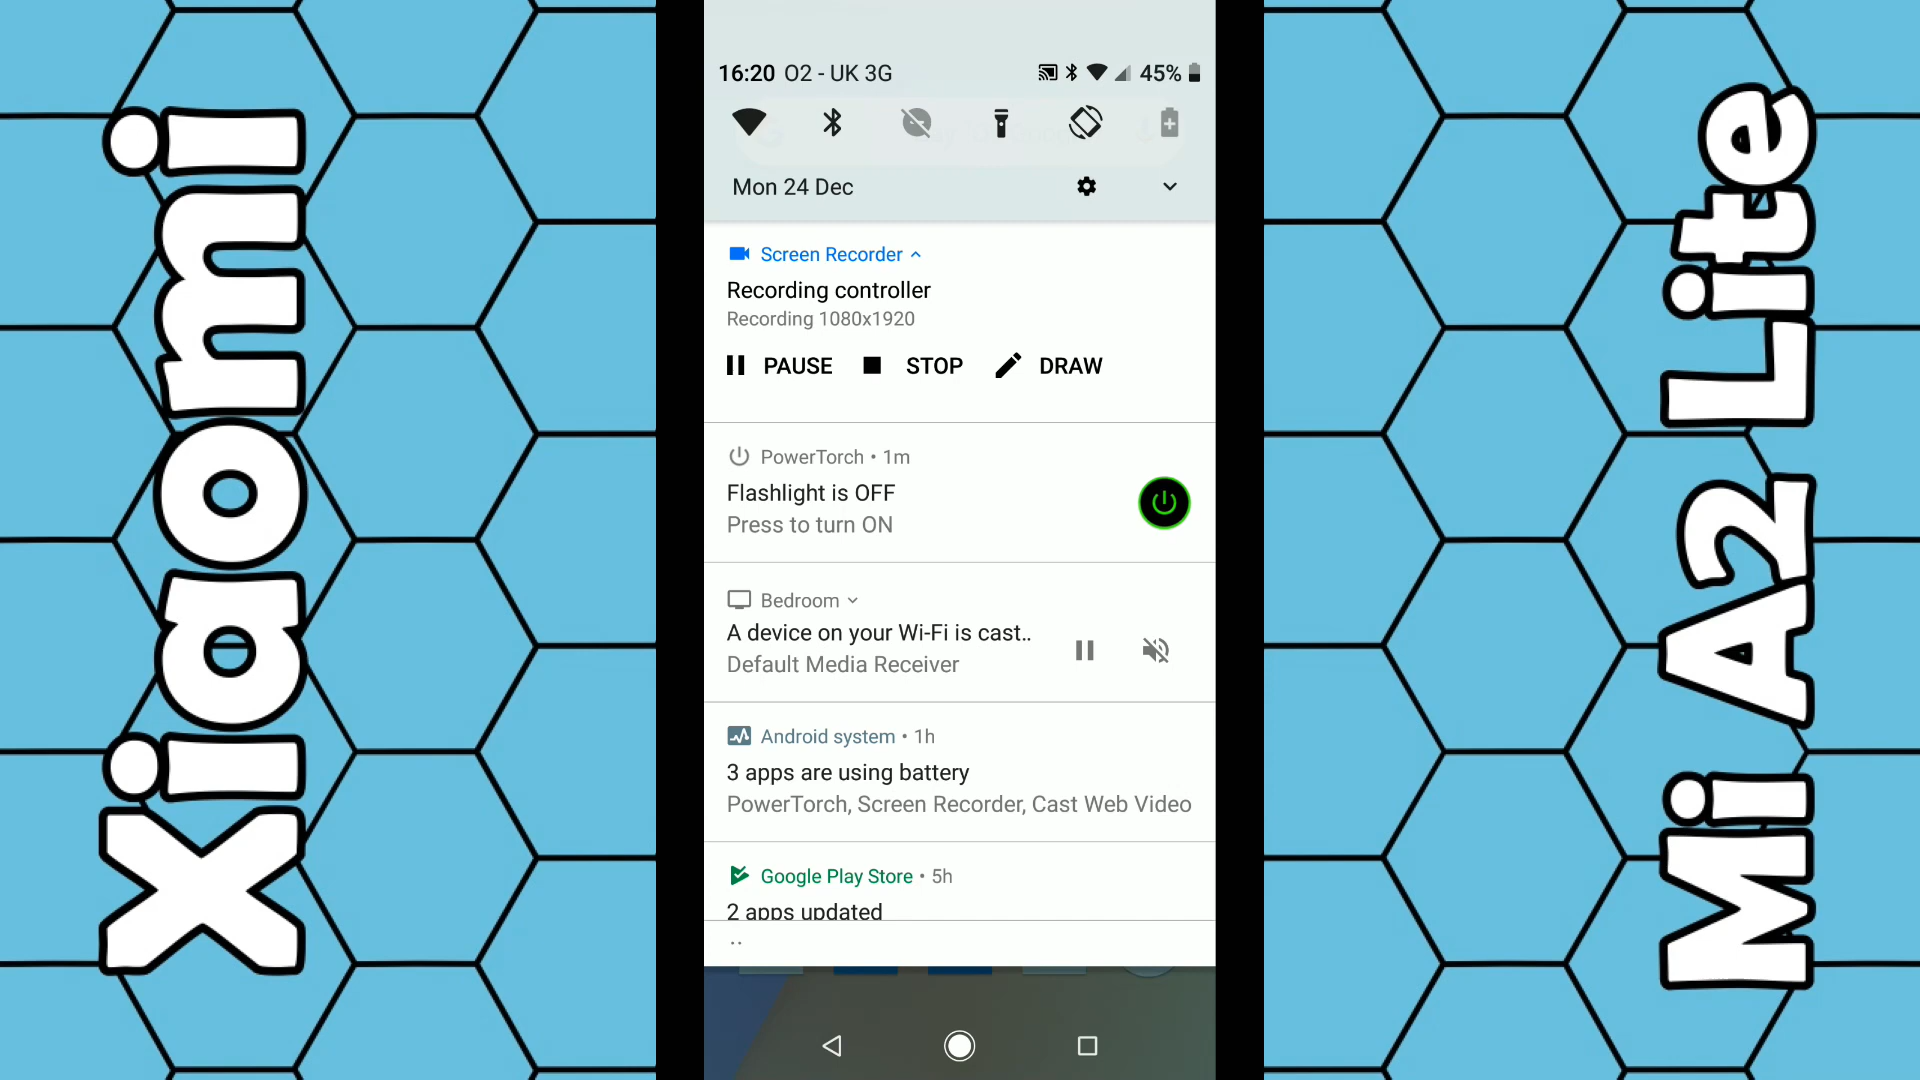 Xiaomi
16:20 O2 - UK 3G
45%
Mon 24 Dec
Screen Recorder
Recording controller
Recording 1080x1920
PAUSE STOP DRAW
PowerTorch • 1m
Flashlight is OFF
Press to turn ON
Bedroom
A device on your Wi-Fi is cast..
Default Media Receiver
Android system • 1h
3 apps are using battery
PowerTorch, Screen Recorder, Cast Web Video
Google Play Store • 5h
2 apps updated
Mi A2 Lite